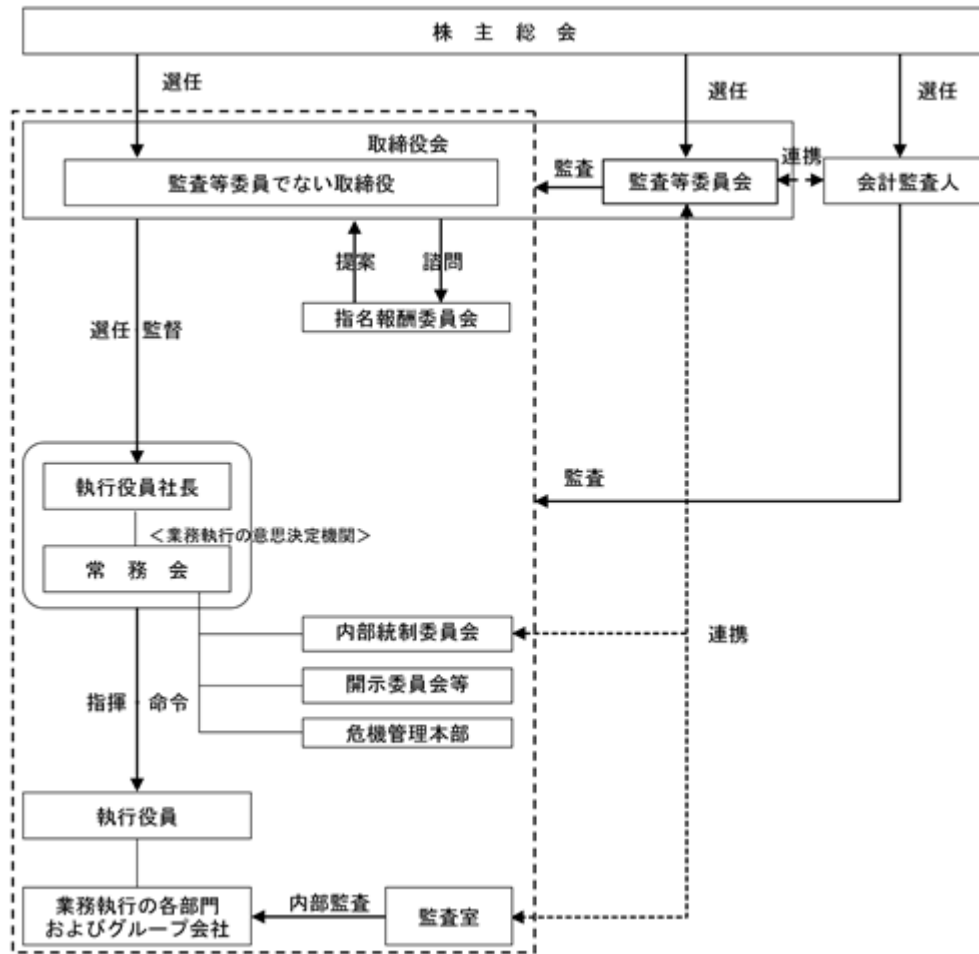 株 主 総 会
選任
選任
選任
取締役会
監査等委員でない取締役
監査
監査等委員会
連携
会計監査人
提案
諮問
指名報酬委員会
選任・監督
執行役員社長
監査
＜業務執行の意思決定機関＞
常 務 会
内部統制委員会
連携
開示委員会等
指揮・命令
危機管理本部
執行役員
業務執行の各部門
およびグループ会社
内部監査
監査室